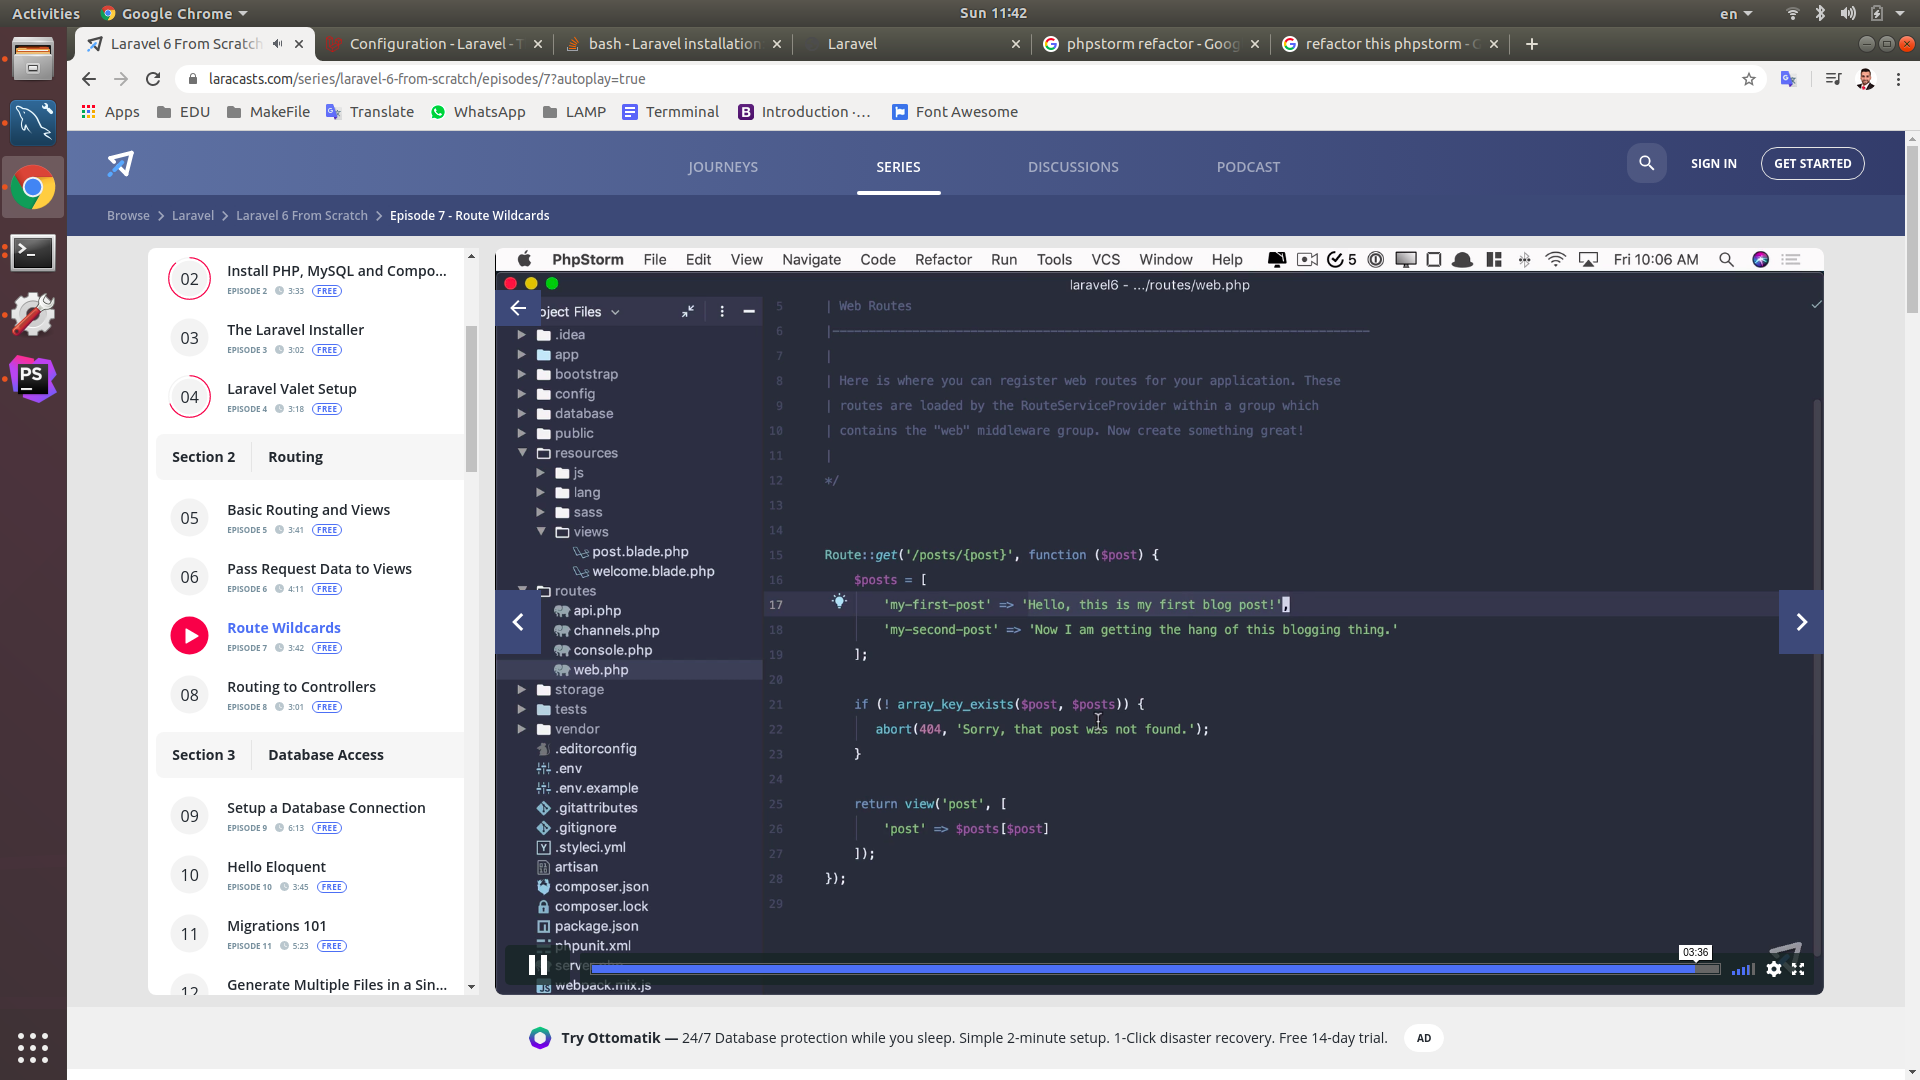 Activities Google Chrome Sun 11:42 en
Laravel 6 From Scratch Configuration - Laravel - T bash - Laravel installation Laravel phpstorm refactor - Goog refactor this phpstorm - G
laracasts.com/series/laravel-6-from-scratch/episodes/7?autoplay=true
Apps EDU MakeFile Translate WhatsApp LAMP Termminal Introduction ·… Font Awesome
JOURNEYS SERIES DISCUSSIONS PODCAST SIGN IN GET STARTED
Browse Laravel Laravel 6 From Scratch Episode 7 - Route Wildcards
02 Install PHP, MySQL and Compo...
EPISODE 2 3:33 FREE
03 The Laravel Installer
EPISODE 3 3:02 FREE
04 Laravel Valet Setup
EPISODE 4 3:18 FREE
Section 2 Routing
05 Basic Routing and Views
EPISODE 5 3:41 FREE
06 Pass Request Data to Views
EPISODE 6 4:11 FREE
Route Wildcards
EPISODE 7 3:42 FREE
08 Routing to Controllers
EPISODE 8 3:01 FREE
Section 3 Database Access
09 Setup a Database Connection
EPISODE 9 6:13 FREE
10 Hello Eloquent
EPISODE 10 3:45 FREE
11 Migrations 101
EPISODE 11 5:23 FREE
12 Generate Multiple Files in a Sin...
PhpStorm File Edit View Navigate Code Refactor Run Tools VCS Window Help 5 Fri 10:06 AM
laravel6 - .../routes/web.php
oject Files
.idea
app
bootstrap
config
database
public
resources
js
lang
sass
views
post.blade.php
welcome.blade.php
routes
api.php
channels.php
console.php
web.php
storage
tests
vendor
.editorconfig
.env
.env.example
.gitattributes
.gitignore
.styleci.yml
artisan
composer.json
composer.lock
package.json
phpunit.xml
webpack.mix.js
5 | Web Routes
6 |--------------------------------------------------------------------------
7 |
8 | Here is where you can register web routes for your application. These
9 | routes are loaded by the RouteServiceProvider within a group which
10 | contains the "web" middleware group. Now create something great!
11 |
12 */
13
14
15 Route::get('/posts/{post}', function ($post) {
16 $posts = [
17 'my-first-post' => 'Hello, this is my first blog post!',
18 'my-second-post' => 'Now I am getting the hang of this blogging thing.'
19 ];
20
21 if (! array_key_exists($post, $posts)) {
22 abort(404, 'Sorry, that post was not found.');
23 }
24
25 return view('post', [
26 'post' => $posts[$post]
27 ]);
28 });
29
03:36
Try Ottomatik — 24/7 Database protection while you sleep. Simple 2-minute setup. 1-Click disaster recovery. Free 14-day trial. AD
PS